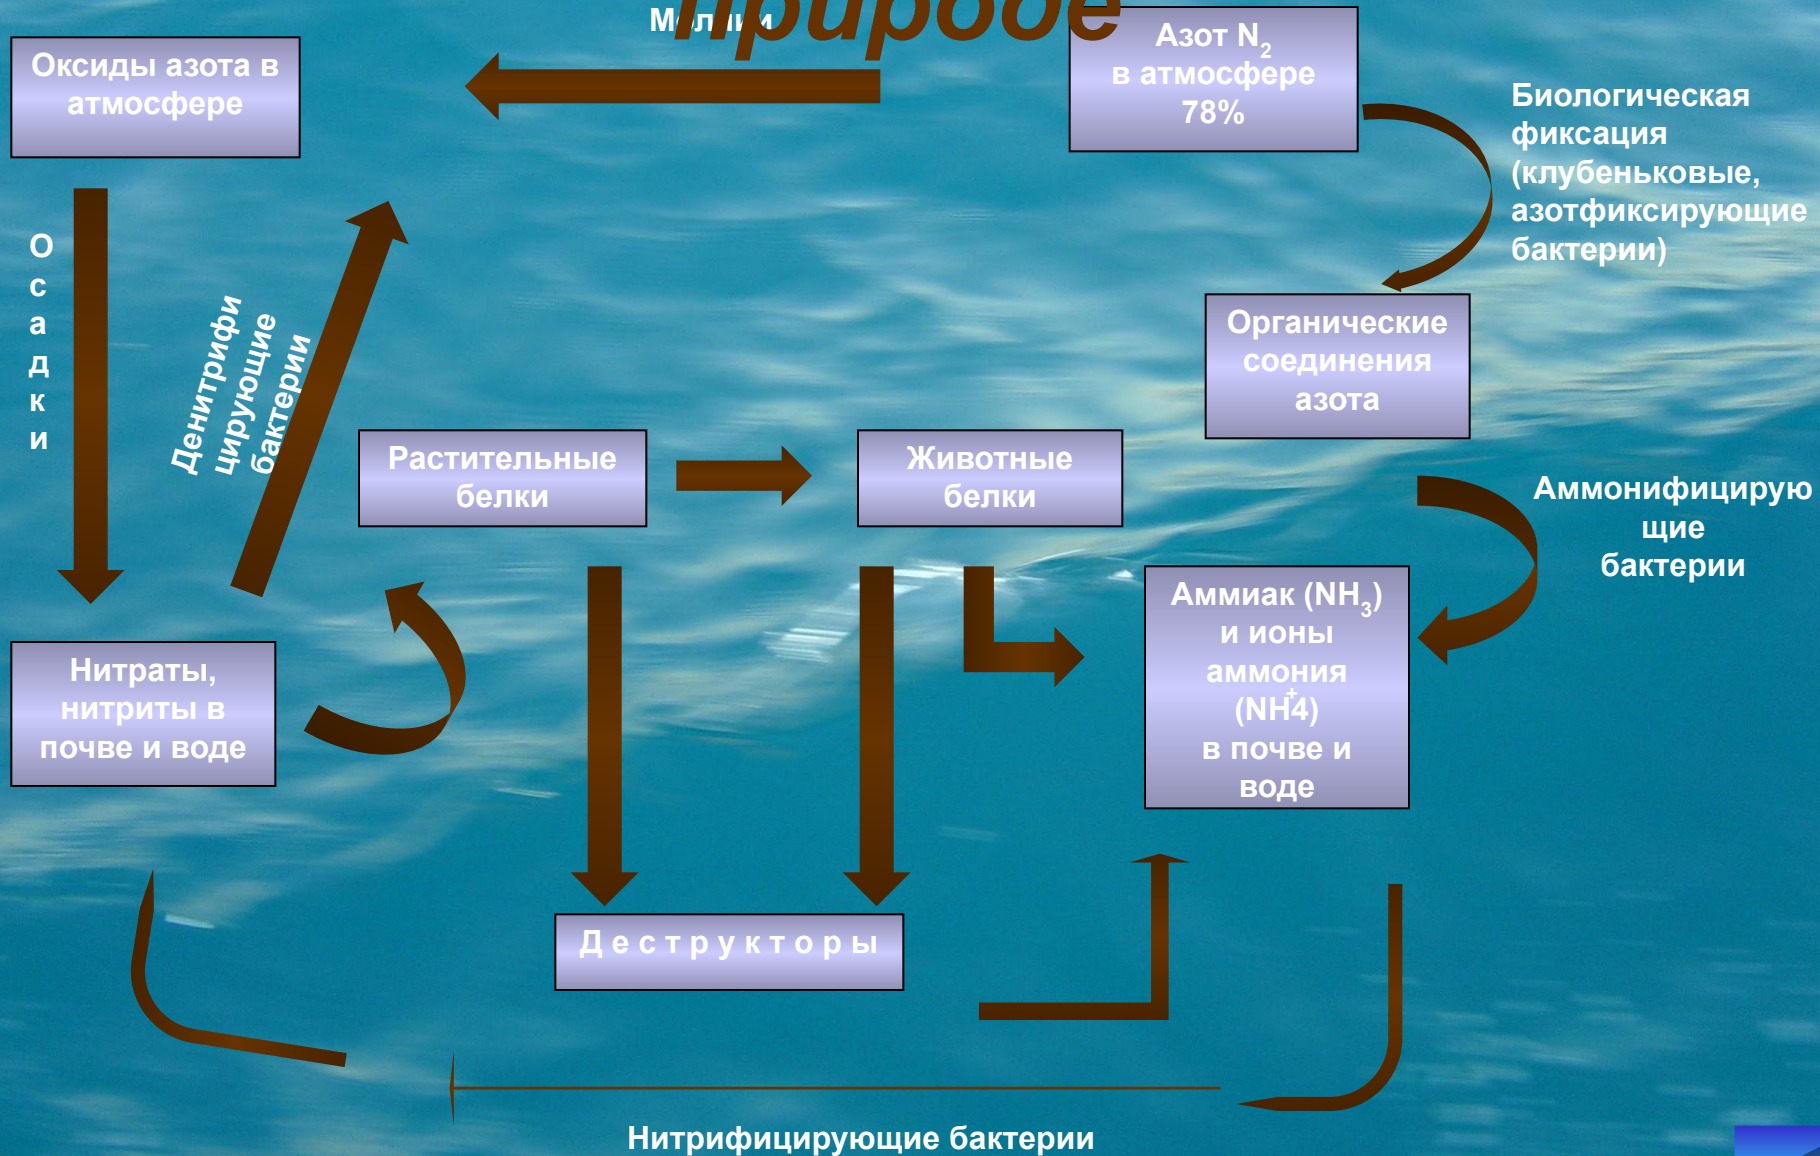 природе
Молнии
Оксиды азота в
атмосфере
Азот N₂
в атмосфере
78%
Биологическая
фиксация
(клубеньковые,
азотфиксирующие
бактерии)
О
с
а
д
к
и
Денитрифи
цирующие
бактерии
Органические
соединения
азота
Растительные
белки
Животные
белки
Аммонифицирую
щие
бактерии
Аммиак (NH₃)
и ионы
аммония
(NH4⁺)
в почве и
воде
Нитраты,
нитриты в
почве и воде
Д е с т р у к т о р ы
Нитрифицирующие бактерии